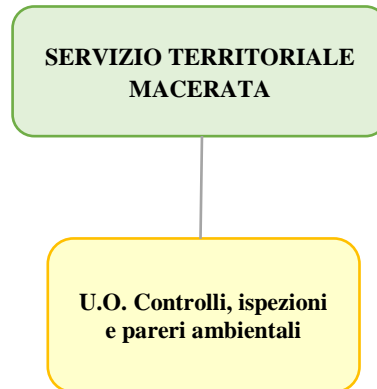 SERVIZIO TERRITORIALE
MACERATA
U.O. Controlli, ispezioni
e pareri ambientali